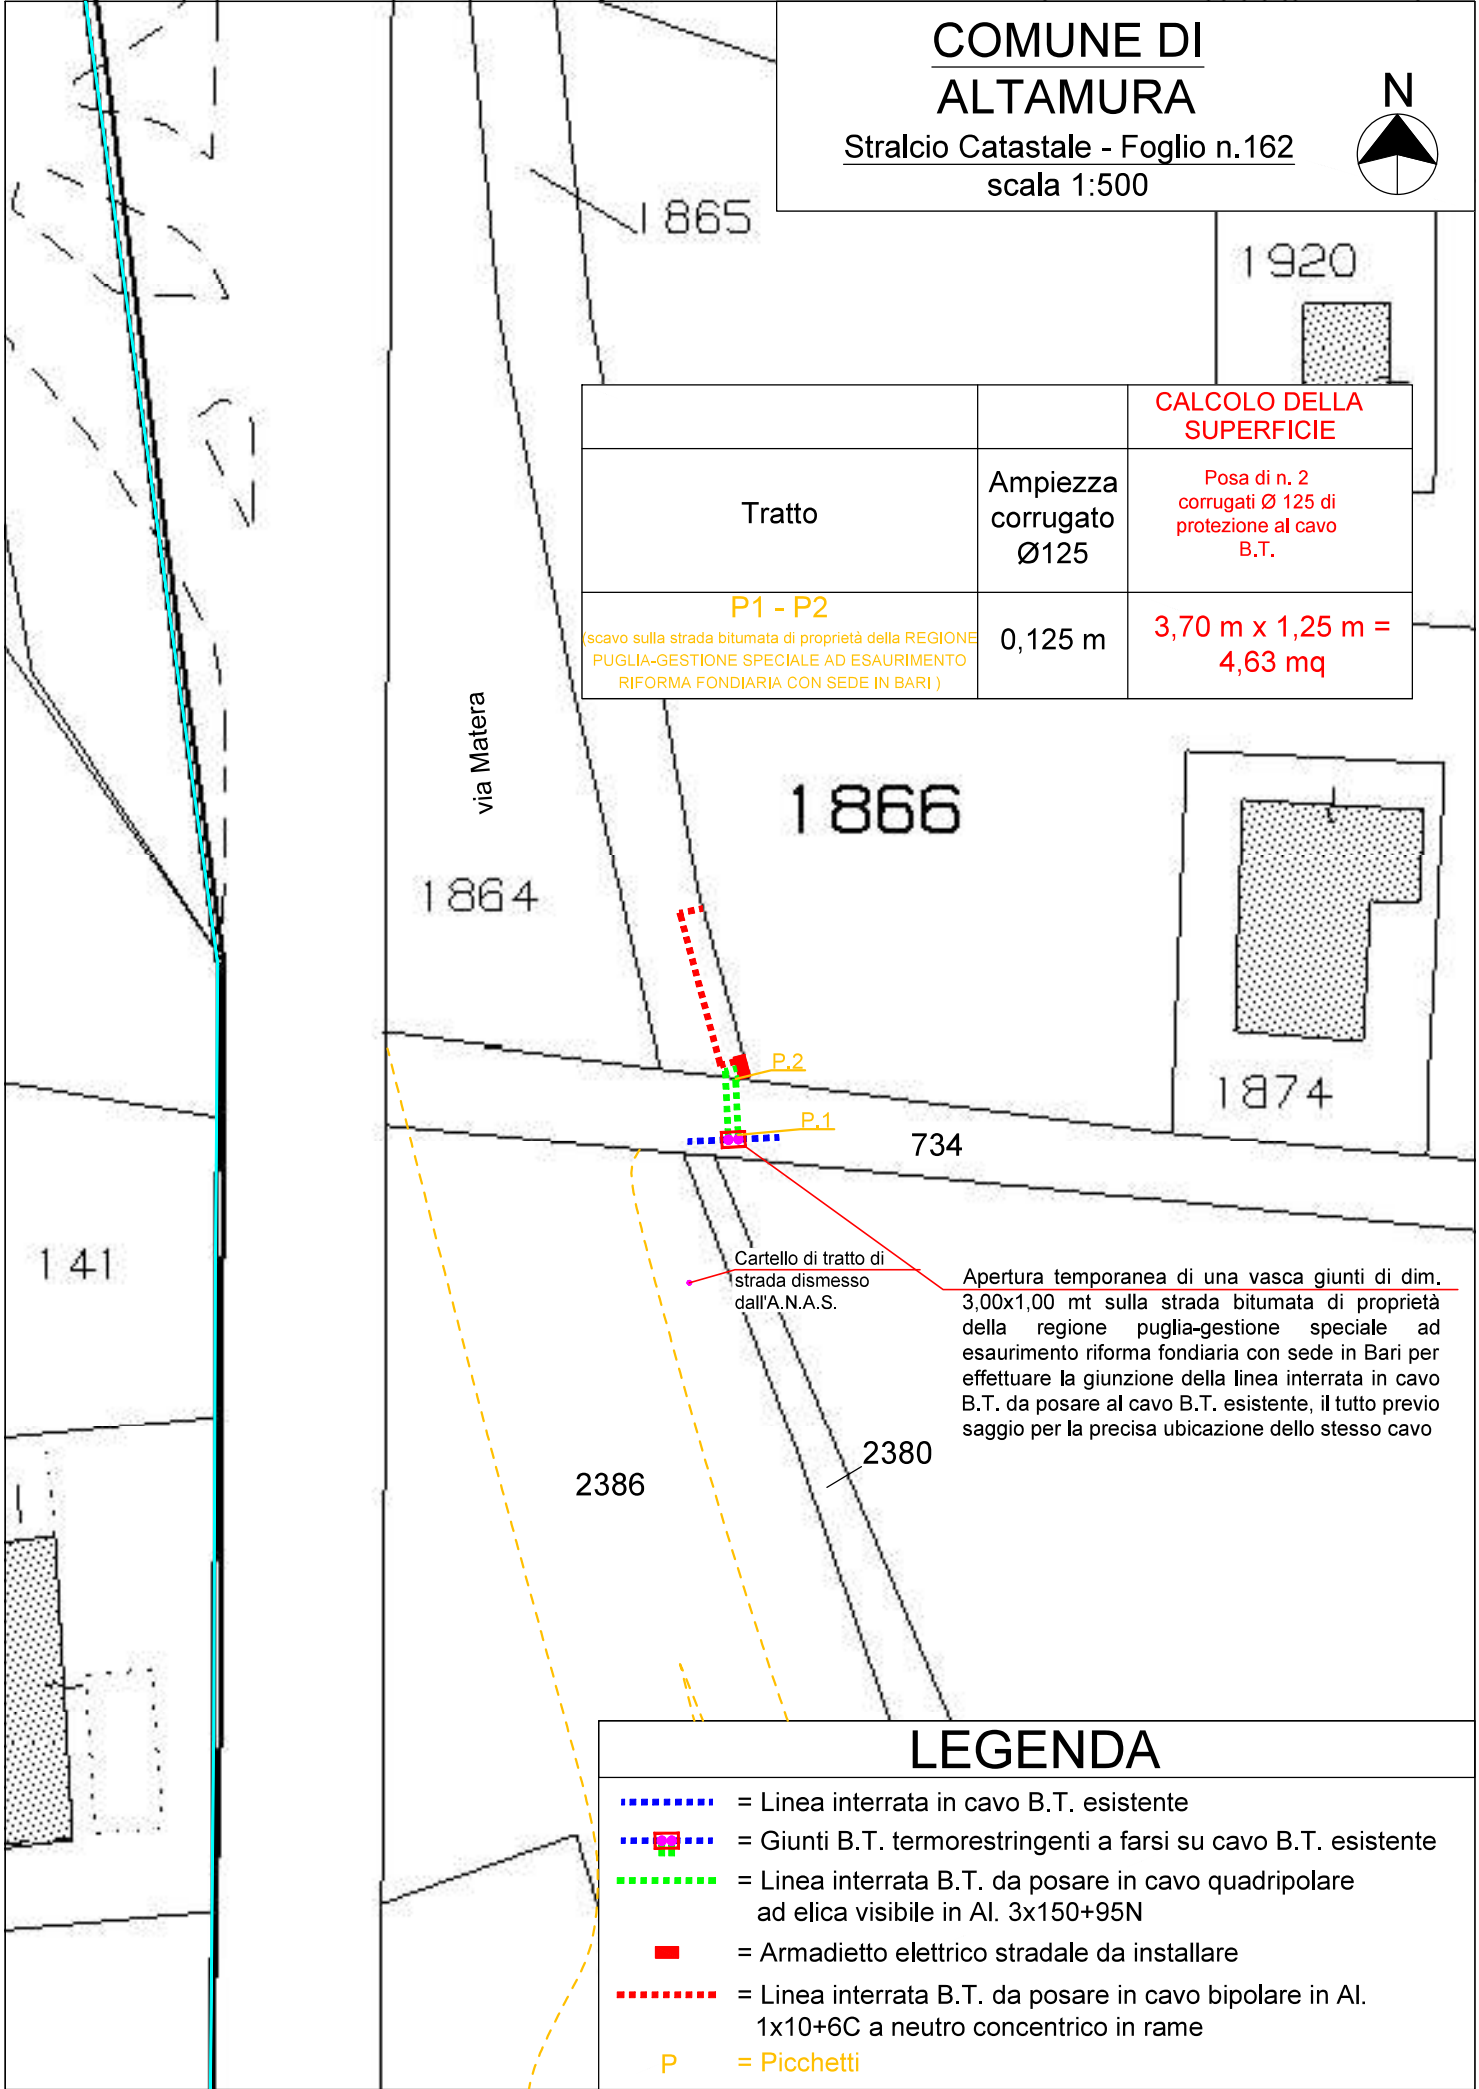 COMUNE DI
ALTAMURA
Stralcio Catastale - Foglio n.162
scala 1:500
N
1865
1920
CALCOLO DELLA
SUPERFICIE
Tratto
Ampiezza
corrugato
Ø125
Posa di n. 2
corrugati Ø 125 di
protezione al cavo
B.T.
P1 - P2
(scavo sulla strada bitumata di proprietà della REGIONE
PUGLIA-GESTIONE SPECIALE AD ESAURIMENTO
RIFORMA FONDIARIA CON SEDE IN BARI )
0,125 m
3,70 m x 1,25 m =
4,63 mq
via Matera
1866
1864
P.2
1874
P.1
734
141
Cartello di tratto di
strada dismesso
dall'A.N.A.S.
Apertura temporanea di una vasca giunti di dim.
3,00x1,00 mt sulla strada bitumata di proprietà
della regione puglia-gestione speciale ad
esaurimento riforma fondiaria con sede in Bari per
effettuare la giunzione della linea interrata in cavo
B.T. da posare al cavo B.T. esistente, il tutto previo
saggio per la precisa ubicazione dello stesso cavo
2380
2386
LEGENDA
= Linea interrata in cavo B.T. esistente
= Giunti B.T. termorestringenti a farsi su cavo B.T. esistente
= Linea interrata B.T. da posare in cavo quadripolare
ad elica visibile in Al. 3x150+95N
= Armadietto elettrico stradale da installare
= Linea interrata B.T. da posare in cavo bipolare in Al.
1x10+6C a neutro concentrico in rame
P = Picchetti